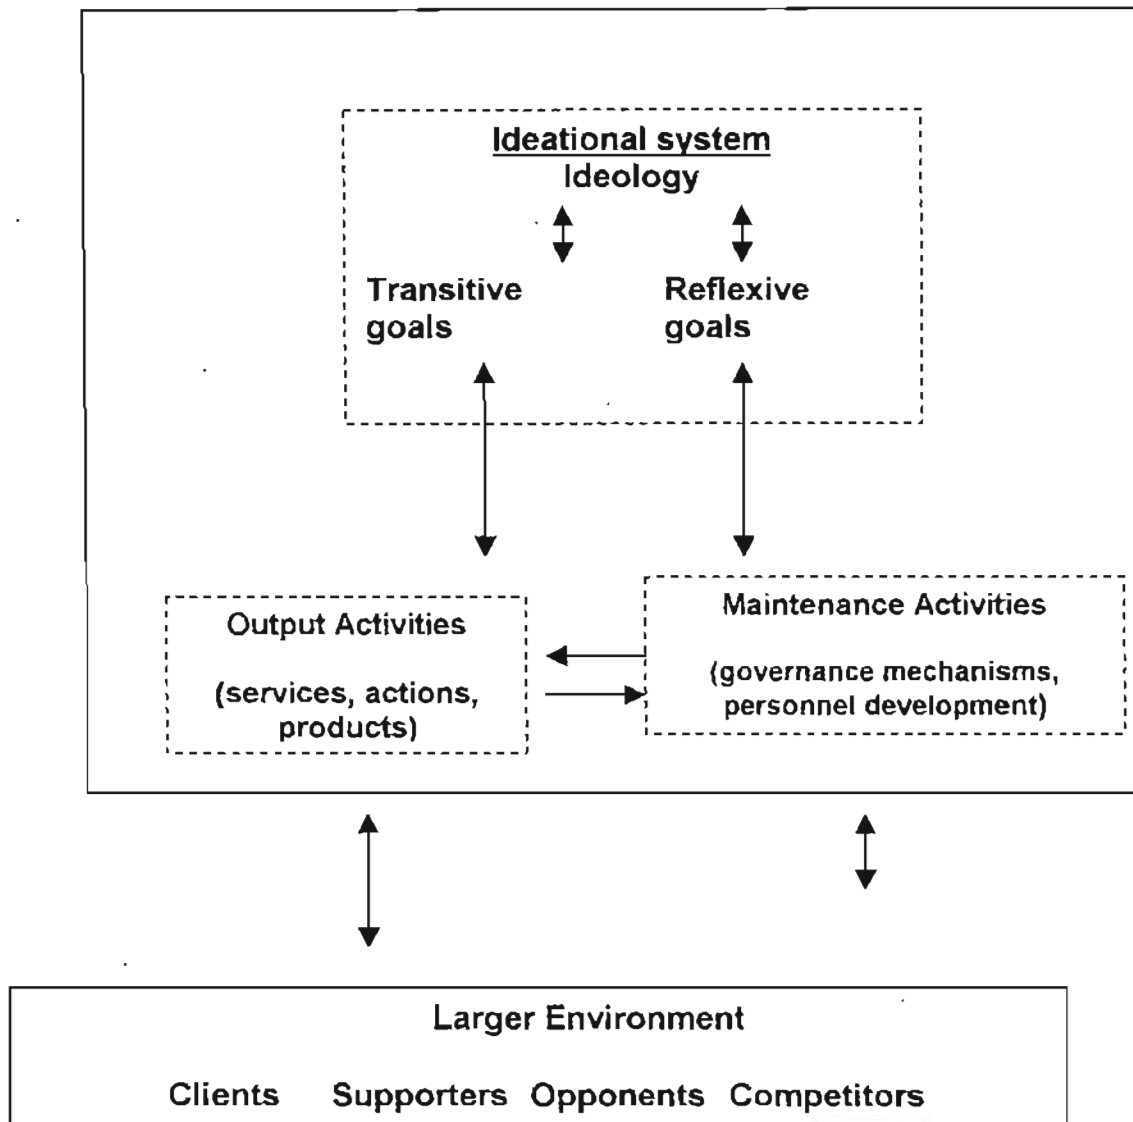 Ideational system
Ideology
Transitive
goals
Reflexive
goals
Output Activities
(services, actions,
products)
Maintenance Activities
(governance mechanisms,
personnel development)
Larger Environment
Clients Supporters Opponents Competitors